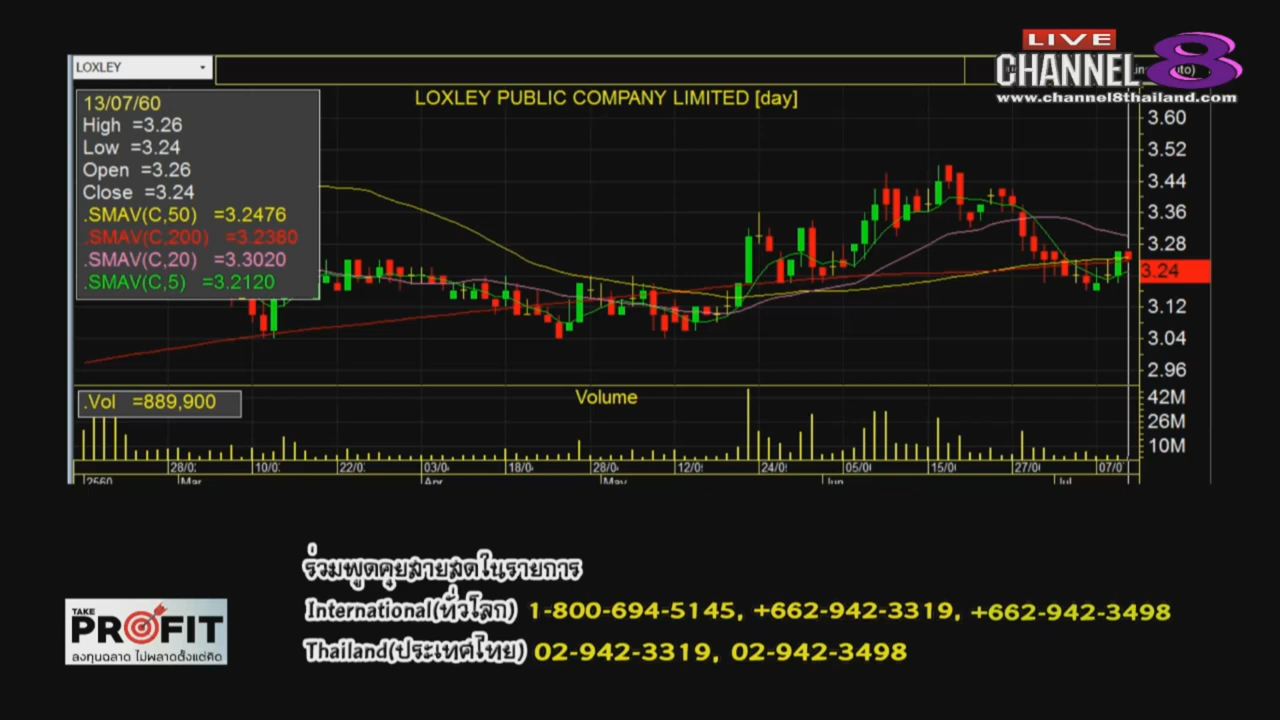 LIVE
CHANNEL 8
www.channel8thailand.com
LOXLEY
LOXLEY PUBLIC COMPANY LIMITED [day]
13/07/60
High =3.26
Low =3.24
Open =3.26
Close =3.24
.SMAV(C,50) =3.2476
.SMAV(C,200) =3.2380
.SMAV(C,20) =3.3020
.SMAV(C,5) =3.2120
3.60
3.52
3.44
3.36
3.28
3.24
3.12
3.04
2.96
.Vol =889,900
Volume
42M
26M
10M
28/0 10/0 22/0 03/0 18/0 28/0 12/0 24/0 05/0 15/0 27/0 07/0
2560 Mar Apr May Jun Jul
ร่วมพูดคุยสายสดในรายการ
International(ทั่วโลก) 1-800-694-5145, +662-942-3319, +662-942-3498
Thailand(ประเทศไทย) 02-942-3319, 02-942-3498
TAKE
PROFIT
ลงทุนฉลาด ไม่พลาดตั้งแต่คิด